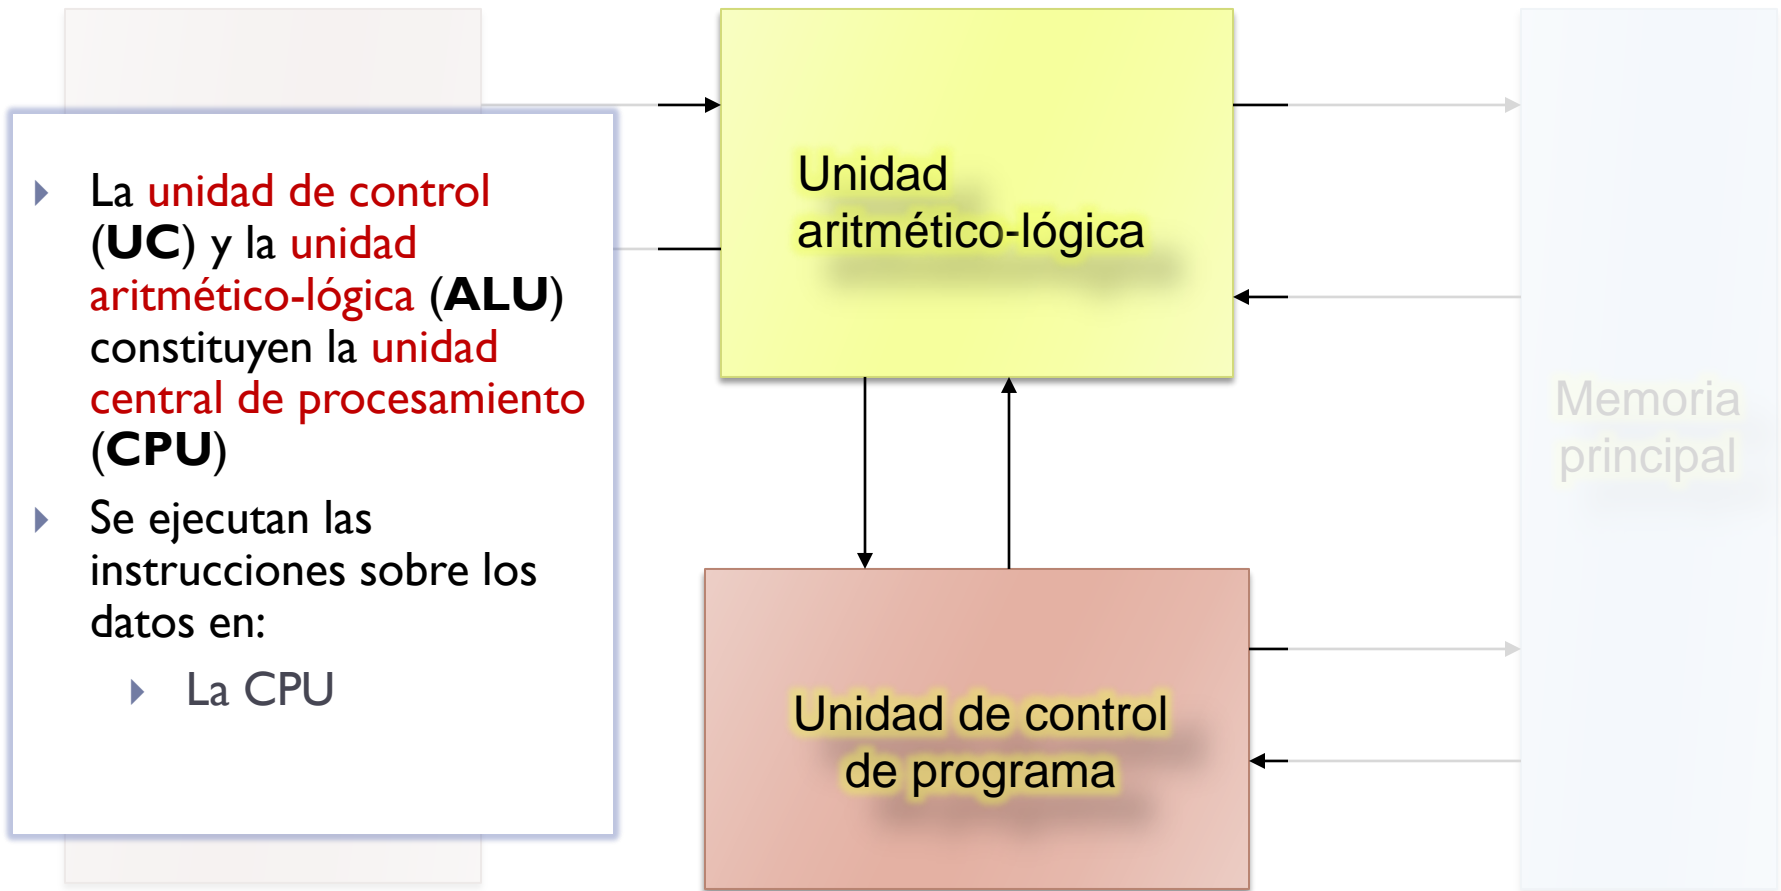 La unidad de control
(UC) y la unidad
aritmético-lógica (ALU)
constituyen la unidad
central de procesamiento
(CPU)
Se ejecutan las
instrucciones sobre los
datos en:
La CPU
Unidad
aritmético-lógica
Unidad de control
de programa
Memoria
principal